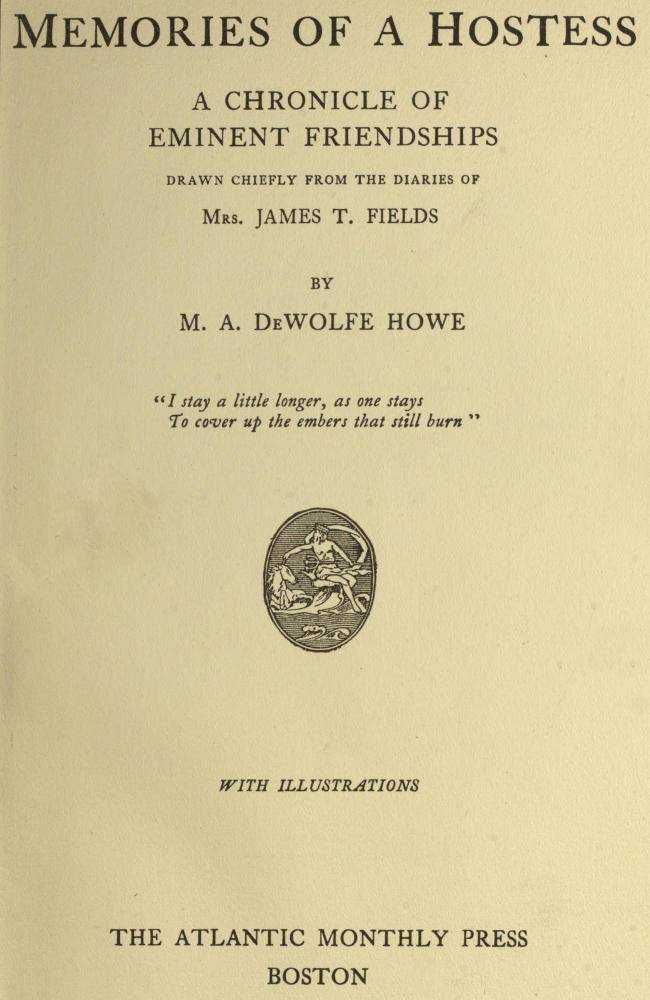 MEMORIES OF A HOSTESS
A CHRONICLE OF
EMINENT FRIENDSHIPS
DRAWN CHIEFLY FROM THE DIARIES OF
MRS. JAMES T. FIELDS
BY
M. A. DEWOLFE HOWE
“I stay a little longer, as one stays
To cover up the embers that still burn”
WITH ILLUSTRATIONS
THE ATLANTIC MONTHLY PRESS
BOSTON